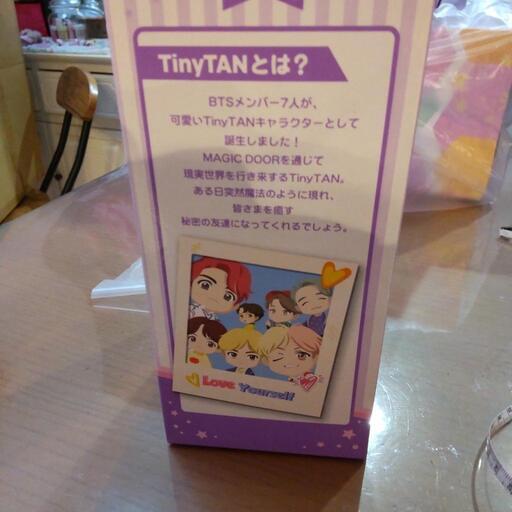 TinyTANとは？
BTSメンバー7人が、
可愛いTinyTANキャラクターとして
誕生しました！
MAGIC DOORを通じて
現実世界を行き来するTinyTAN。
ある日突然魔法のように現れ、
皆さまを癒す
秘密の友達になってくれるでしょう。
Love Yourself